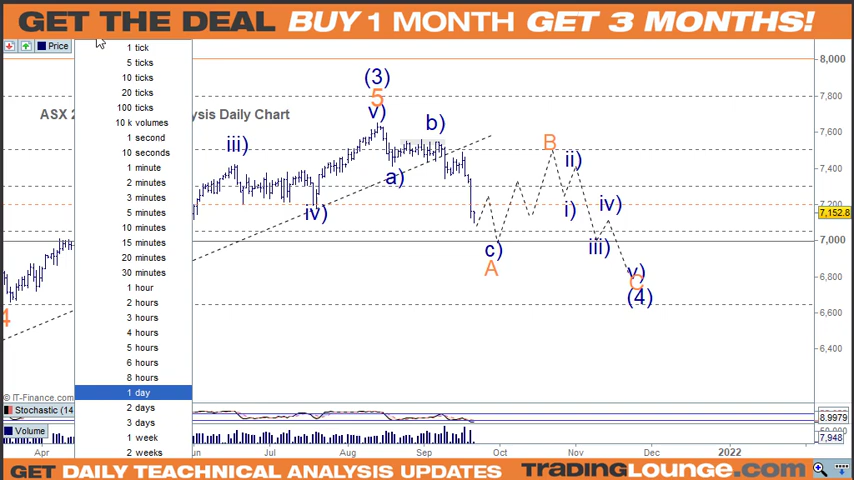 GET THE DEAL BUY 1 MONTH GET 3 MONTHS!
Price
1 tick
5 ticks
10 ticks
20 ticks
100 ticks
10 k volumes
1 second
10 seconds
1 minute
2 minutes
3 minutes
5 minutes
10 minutes
15 minutes
20 minutes
30 minutes
1 hour
2 hours
3 hours
4 hours
5 hours
6 hours
8 hours
1 day
2 days
3 days
1 week
2 weeks
ASX 2
alysis Daily Chart
(3)
5
v)
b)
iii)
a)
iv)
4
B
ii)
i)
iv)
iii)
c)
A
v)
C
(4)
8,000
7,800
7,600
7,400
7,200
7,152.8
7,000
6,800
6,600
6,400
© IT-Finance.com
Stochastic (14
8.9979
Volume
7,948
Apr
Jun
Jul
Aug
Sep
Oct
Nov
Dec
2022
GET DAILY TEACHNICAL ANALYSIS UPDATES TRADINGLOUNGE.com